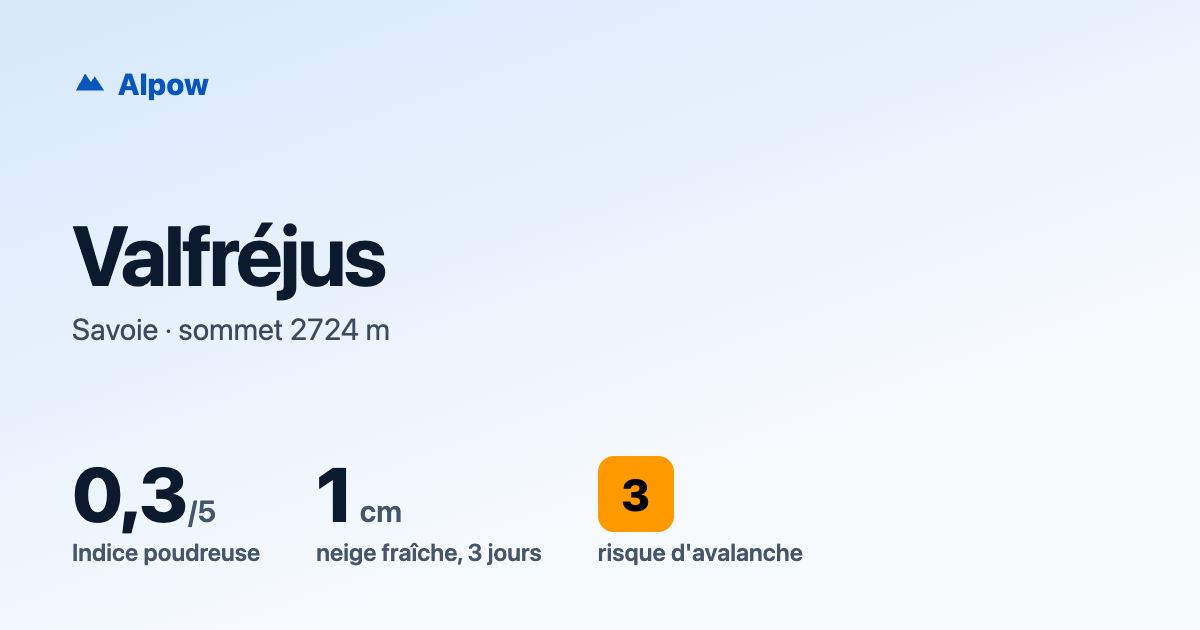 Alpow
Valfréjus
Savoie · sommet 2724 m
0,3/5
Indice poudreuse
1 cm
neige fraîche, 3 jours
3
risque d'avalanche